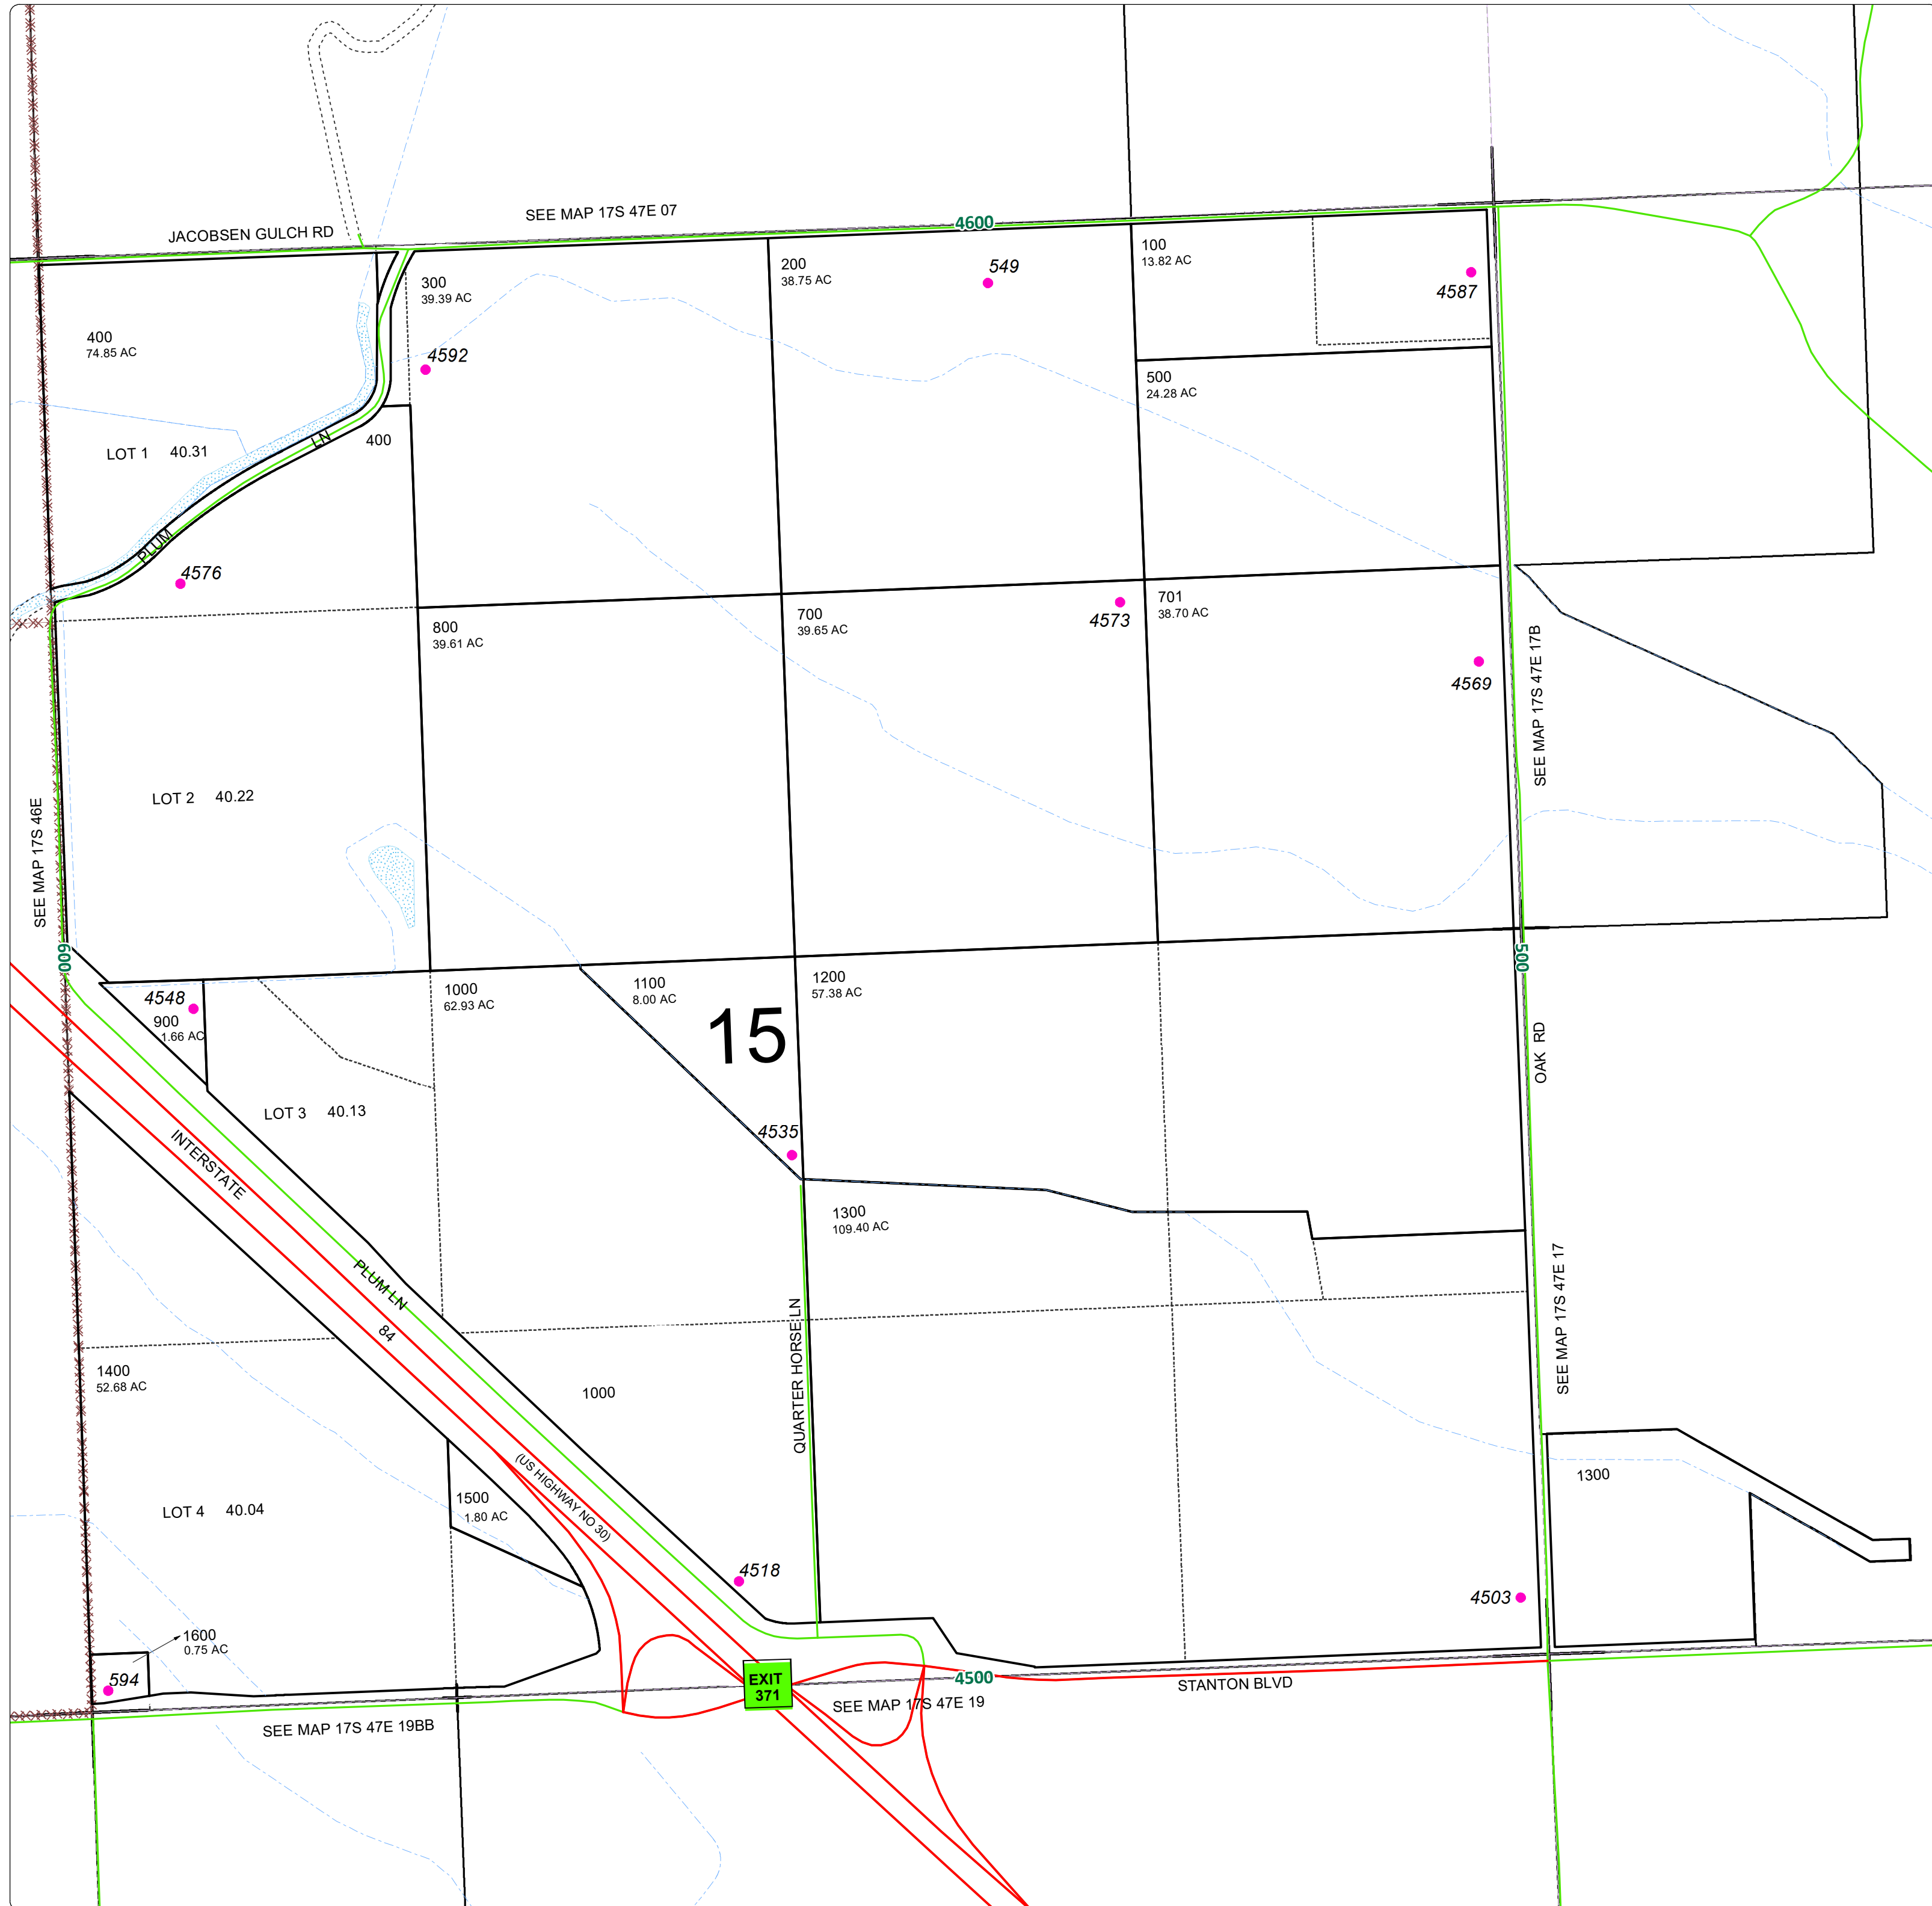 SEE MAP 17S 47E 07
JACOBSEN GULCH RD
4600
100
13.82 AC
549
200
38.75 AC
300
39.39 AC
4587
400
74.85 AC
4592
500
24.28 AC
LN
400
LOT 1 40.31
PLUM
4576
4573
701
38.70 AC
700
39.65 AC
800
39.61 AC
4569
SEE MAP 17S 47E 17B
LOT 2 40.22
SEE MAP 17S 46E
600
500
4548
900
1.66 AC
1000
62.93 AC
1100
8.00 AC
1200
57.38 AC
15
OAK RD
LOT 3 40.13
4535
INTERSTATE
1300
109.40 AC
PLUM LN
84
SEE MAP 17S 47E 17
QUARTER HORSE LN
1400
52.68 AC
1000
1300
(US HIGHWAY NO 30)
1500
1.80 AC
LOT 4 40.04
4518
4503
1600
0.75 AC
594
EXIT
371
4500
STANTON BLVD
SEE MAP 17S 47E 19
SEE MAP 17S 47E 19BB